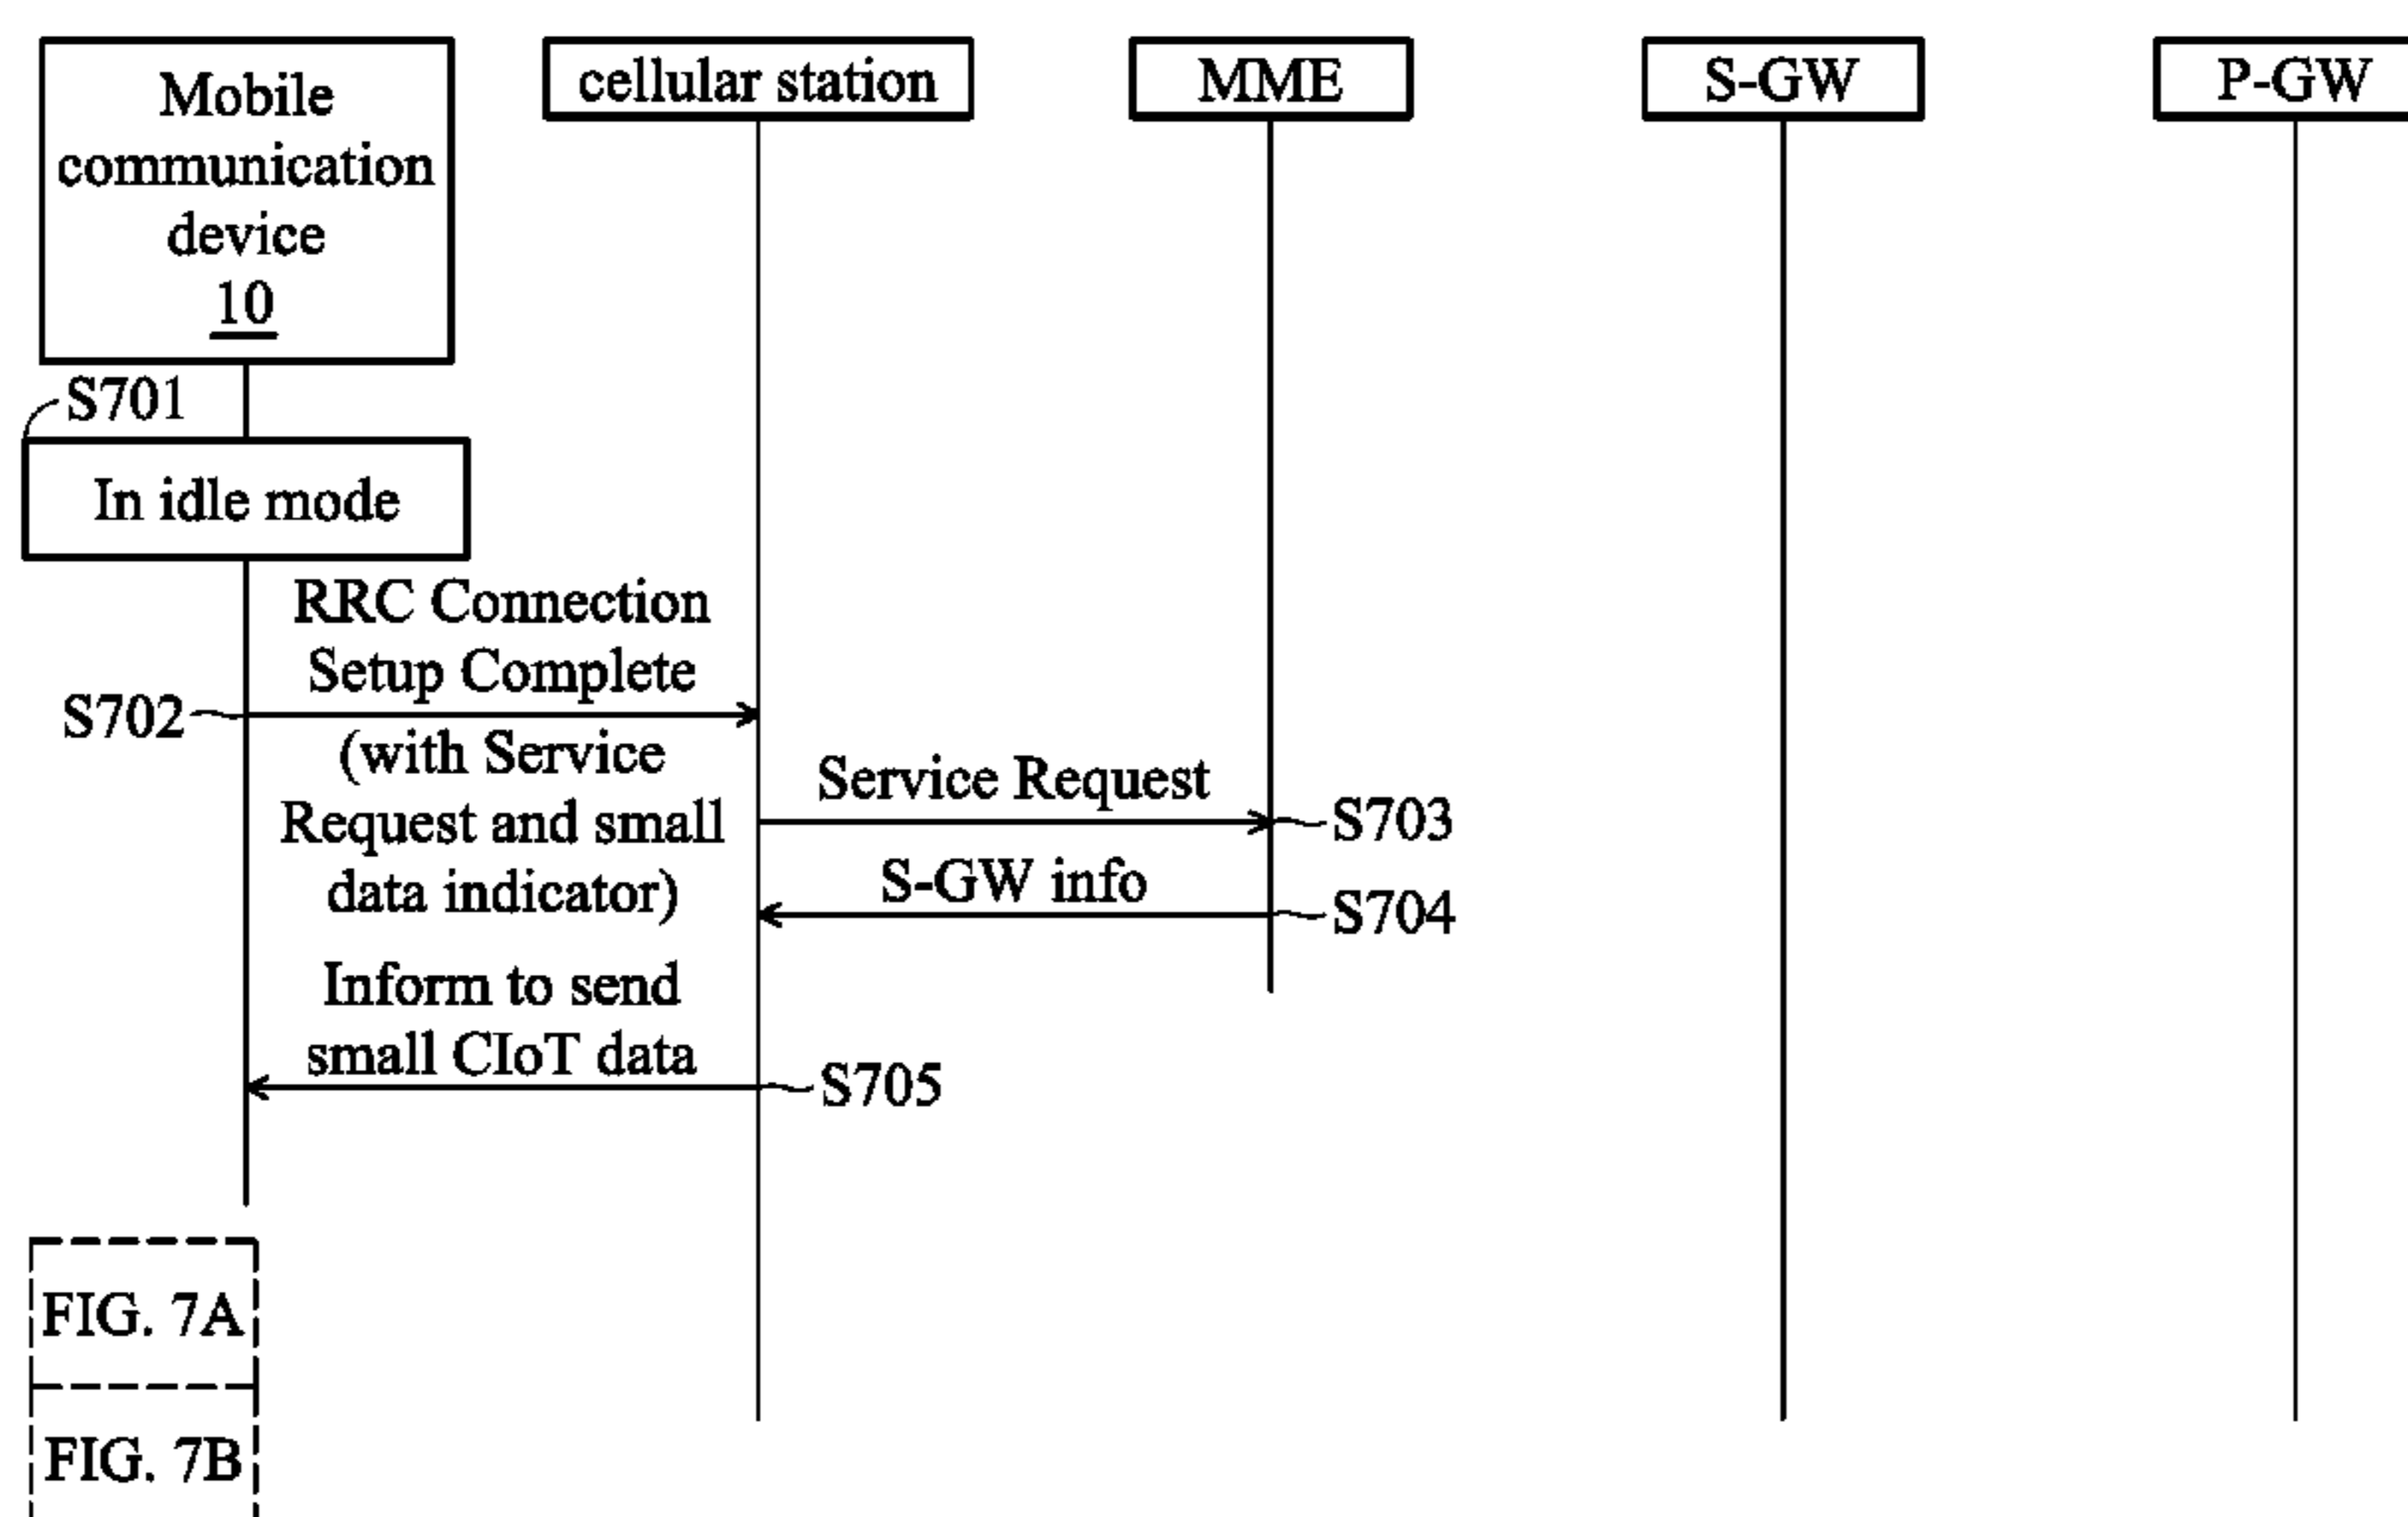 Mobile
communication
device
10
cellular station
MME
S-GW
P-GW
S701
In idle mode
RRC Connection
Setup Complete
S702
(with Service
Request and small
data indicator)
Service Request
S703
S-GW info
S704
Inform to send
small CIoT data
S705
FIG. 7A
FIG. 7B